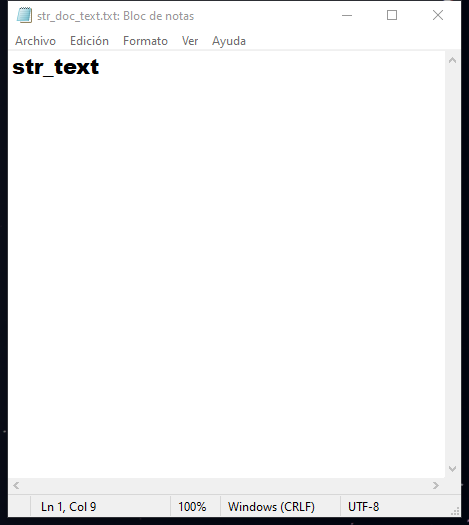 str_doc_text.txt: Bloc de notas
Archivo Edición Formato Ver Ayuda
str_text
Ln 1, Col 9 100% Windows (CRLF) UTF-8